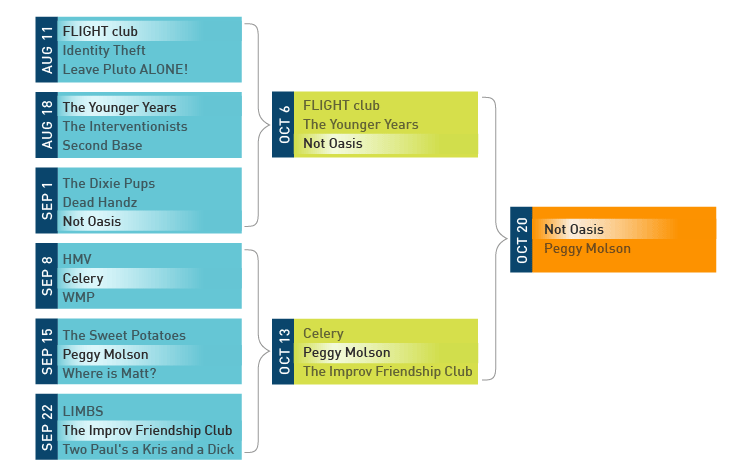 AUG 11
FLIGHT club
Identity Theft
Leave Pluto ALONE!
AUG 18
The Younger Years
The Interventionists
Second Base
SEP 1
The Dixie Pups
Dead Handz
Not Oasis
SEP 8
HMV
Celery
WMP
SEP 15
The Sweet Potatoes
Peggy Molson
Where is Matt?
SEP 22
LIMBS
The Improv Friendship Club
Two Paul's a Kris and a Dick
OCT 6
FLIGHT club
The Younger Years
Not Oasis
OCT 13
Celery
Peggy Molson
The Improv Friendship Club
OCT 20
Not Oasis
Peggy Molson